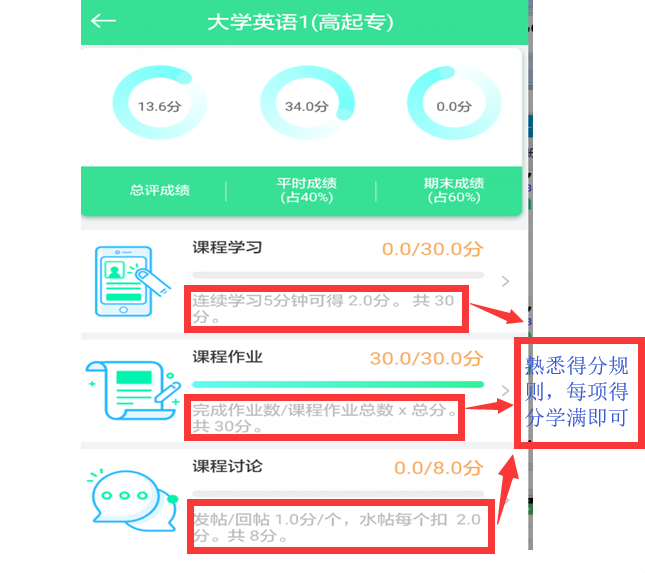 大学英语1(高起专)
13.6分
34.0分
0.0分
总评成绩
平时成绩
(占40%)
期末成绩
(占60%)
课程学习
0.0/30.0分
连续学习5分钟可得 2.0分。 共 30
分。
课程作业
30.0/30.0分
完成作业数/课程作业总数 x 总分。
共 30分。
熟悉得分规
则，每项得
分学满即可
课程讨论
0.0/8.0分
发帖/回帖 1.0分/个，水帖每个扣 2.0
分。共 8分。